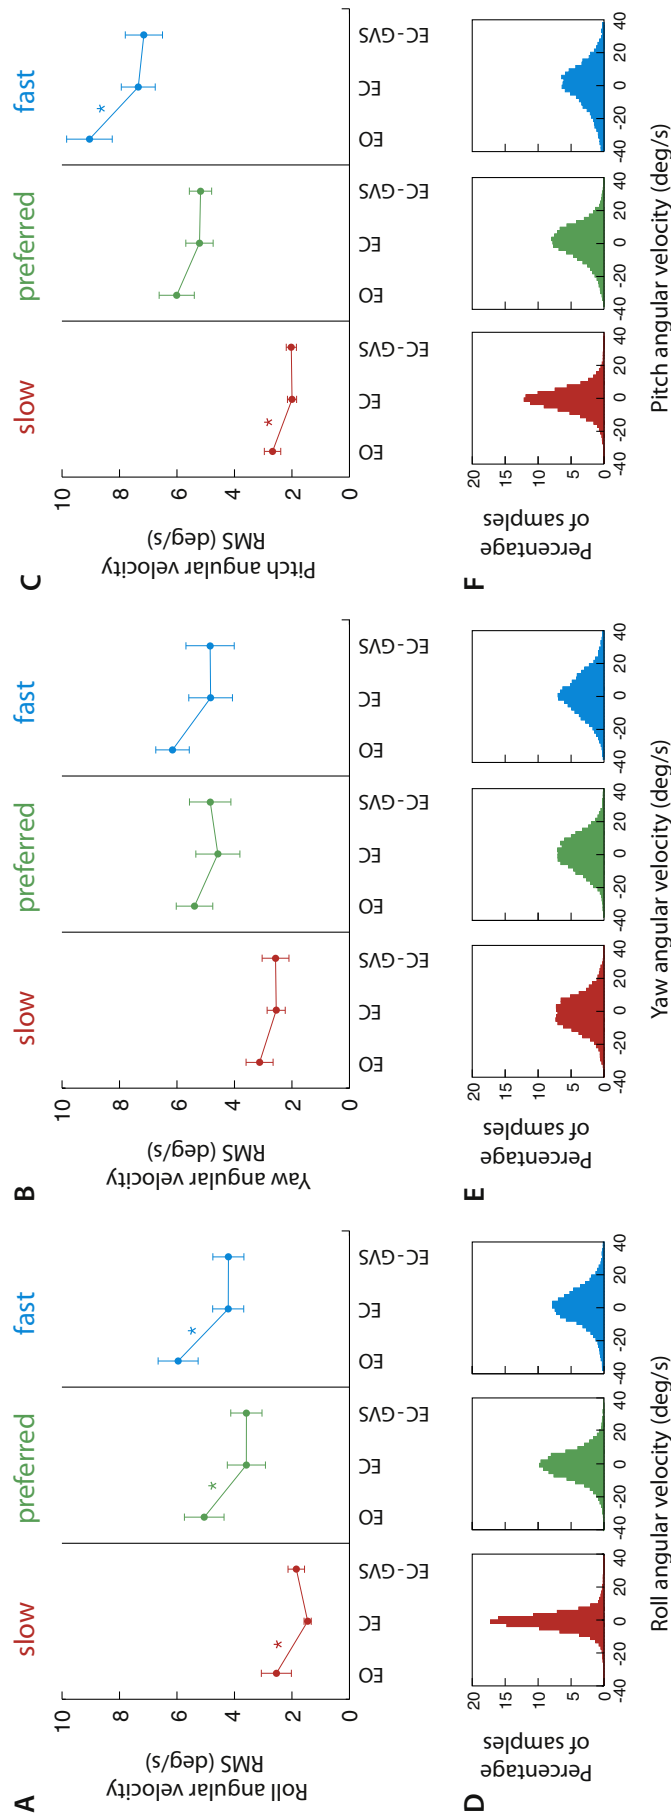 A
Roll angular velocity
RMS (deg/s)
10
8
6
4
2
0
slow
preferred
fast
*
*
*
EO
EC
EC-GVS
EO
EC
EC-GVS
EO
EC
EC-GVS
B
Yaw angular velocity
RMS (deg/s)
10
8
6
4
2
0
slow
preferred
fast
EO
EC
EC-GVS
EO
EC
EC-GVS
EO
EC
EC-GVS
C
Pitch angular velocity
RMS (deg/s)
10
8
6
4
2
0
slow
preferred
fast
*
*
EO
EC
EC-GVS
EO
EC
EC-GVS
EO
EC
EC-GVS
D
Percentage
of samples
20
15
10
5
0
-40 -20 0 20 40
-40 -20 0 20 40
-40 -20 0 20 40
Roll angular velocity (deg/s)
E
Percentage
of samples
20
15
10
5
0
-40 -20 0 20 40
-40 -20 0 20 40
-40 -20 0 20 40
Yaw angular velocity (deg/s)
F
Percentage
of samples
20
15
10
5
0
-40 -20 0 20 40
-40 -20 0 20 40
-40 -20 0 20 40
Pitch angular velocity (deg/s)